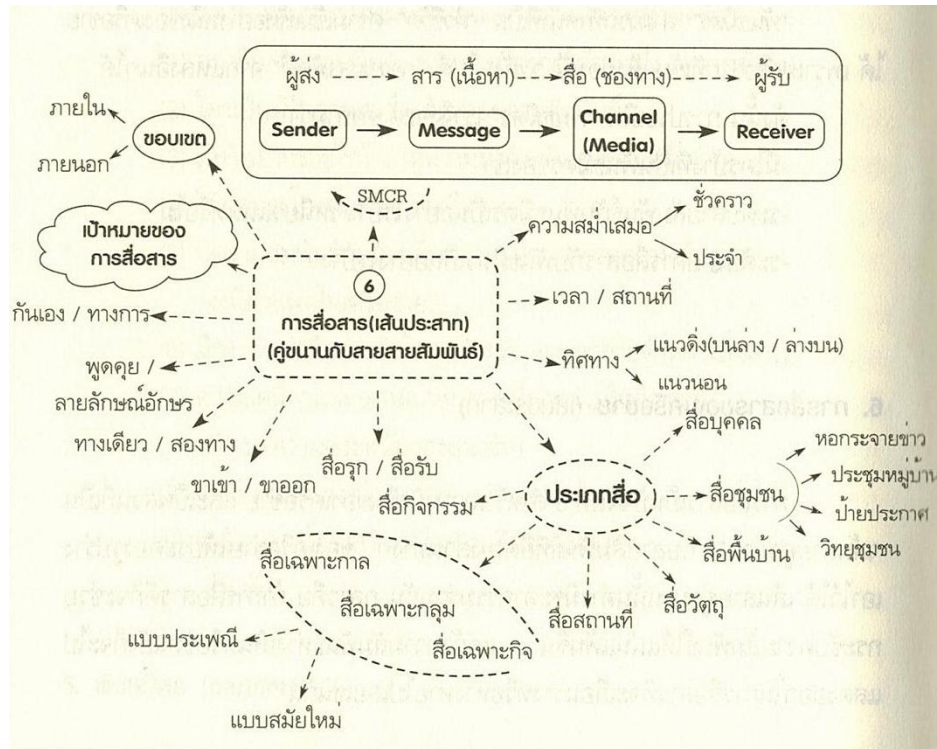 ผู้ส่ง สาร (เนื้อหา) สื่อ (ช่องทาง) ผู้รับ
Sender Message Channel (Media) Receiver
SMCR
ภายใน
ขอบเขต
ภายนอก
เป้าหมายของ
การสื่อสาร
กันเอง / ทางการ
พูดคุย /
ลายลักษณ์อักษร
ทางเดียว / สองทาง
ขาเข้า / ขาออก
6
การสื่อสาร(เส้นประสาท)
(คู่ขนานกับสายสายสัมพันธ์)
ชั่วคราว
ความสม่ำเสมอ
ประจำ
เวลา / สถานที่
ทิศทาง
แนวดิ่ง(บนล่าง / ล่างบน)
แนวนอน
สื่อรุก / สื่อรับ
สื่อกิจกรรม
ประเภทสื่อ
สื่อบุคคล
สื่อชุมชน
หอกระจายข่าว
ประชุมหมู่บ้าน
ป้ายประกาศ
วิทยุชุมชน
สื่อพื้นบ้าน
สื่อวัตถุ
สื่อสถานที่
สื่อเฉพาะกาล
สื่อเฉพาะกลุ่ม
สื่อเฉพาะกิจ
แบบประเพณี
แบบสมัยใหม่